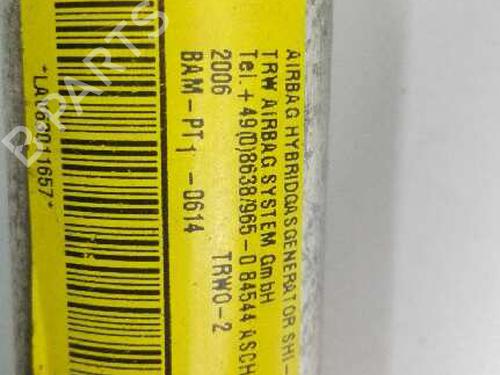 AIRBAG HYBRIDGASGENERATOR SHI-
TRW AIRBAG SYSTEM GmbH
Tel. +49(0)8638/965-0 84544 ASCH
2006 TRWO-2
BAM-PT1-0614
*LA163011657*
B-PARTS